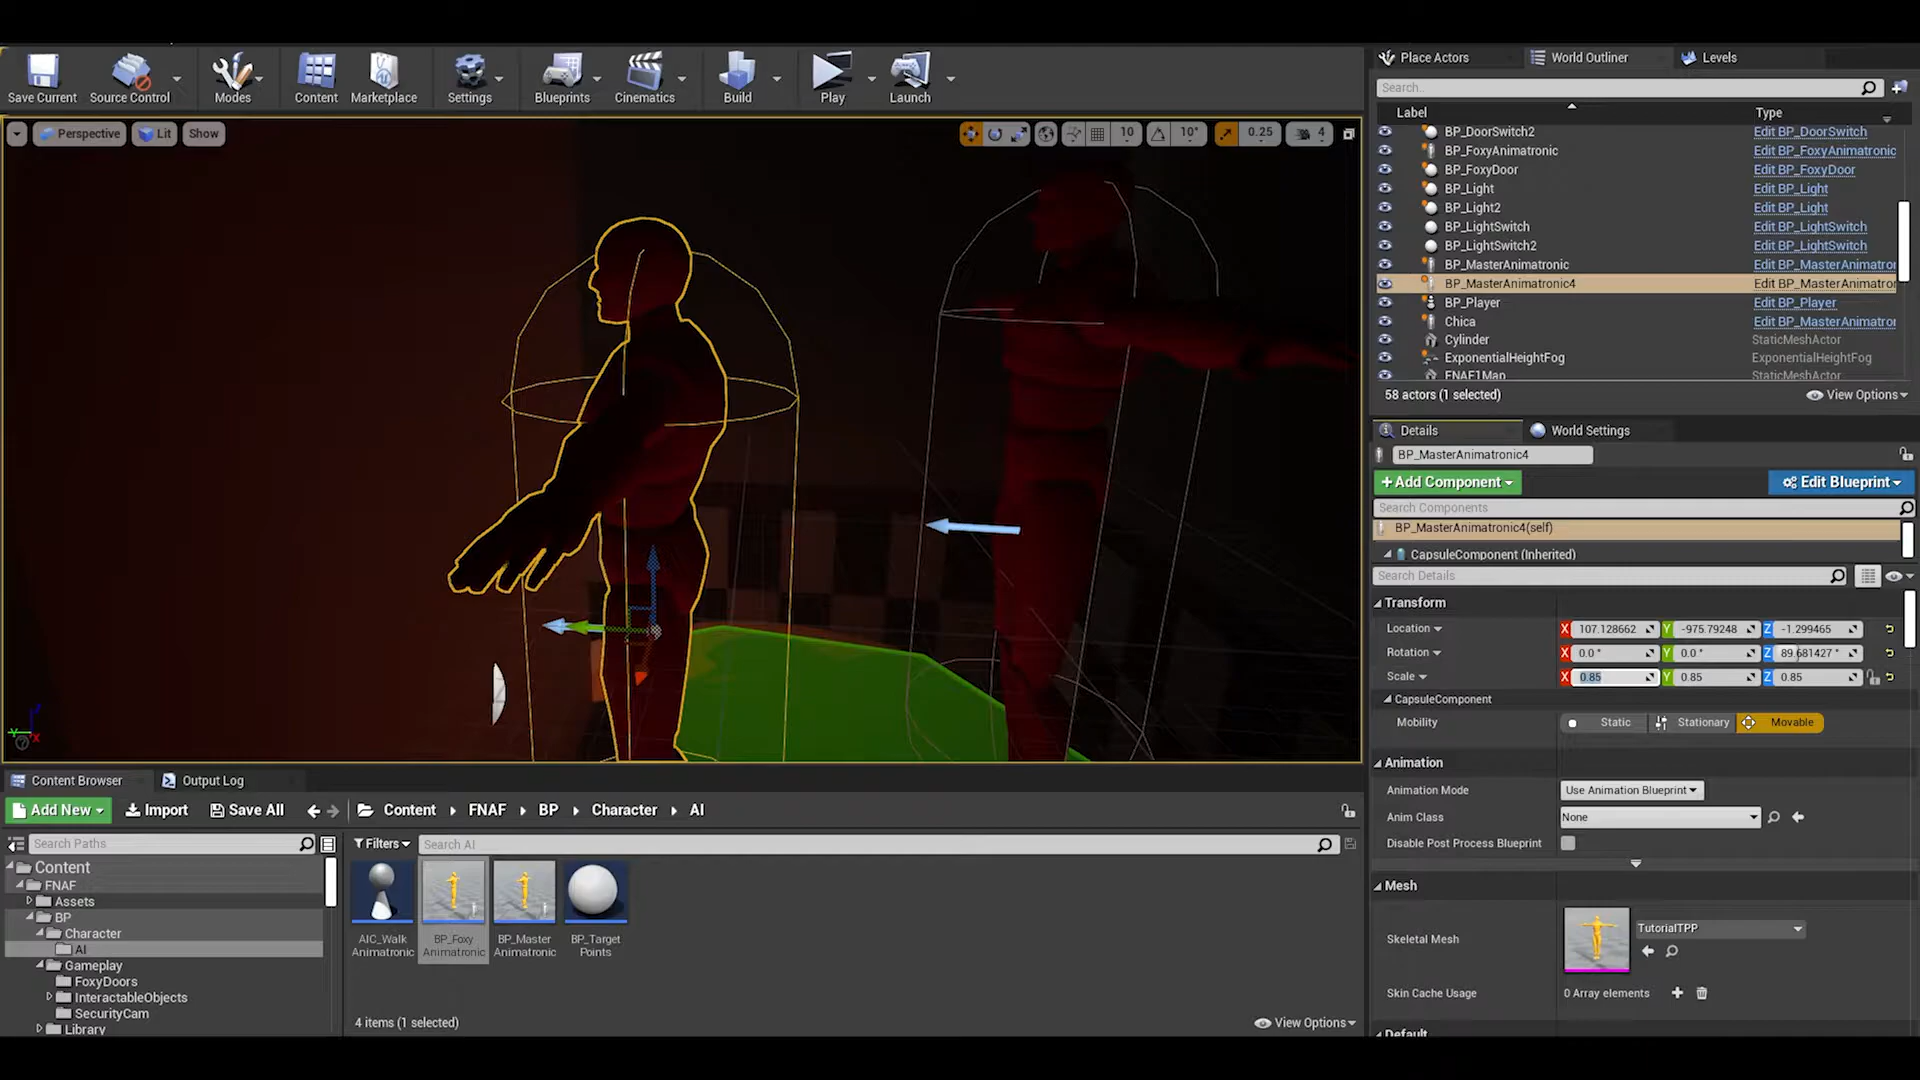 Save Current
Source Control
Modes
Content
Marketplace
Settings
Blueprints
Cinematics
Build
Play
Launch
Perspective
Lit
Show
10
10°
0.25
4
Place Actors
World Outliner
Levels
Search...
Label
Type
BP_DoorSwitch2 Edit BP_DoorSwitch
BP_FoxyAnimatronic Edit BP_FoxyAnimatronic
BP_FoxyDoor Edit BP_FoxyDoor
BP_Light Edit BP_Light
BP_Light2 Edit BP_Light
BP_LightSwitch Edit BP_LightSwitch
BP_LightSwitch2 Edit BP_LightSwitch
BP_MasterAnimatronic Edit BP_MasterAnimatror
BP_MasterAnimatronic4 Edit BP_MasterAnimatror
BP_Player Edit BP_Player
Chica Edit BP_MasterAnimatror
Cylinder StaticMeshActor
ExponentialHeightFog ExponentialHeightFog
FNAF1Map StaticMeshActor
58 actors (1 selected)
View Options
Details
World Settings
BP_MasterAnimatronic4
+Add Component
Edit Blueprint
Search Components
BP_MasterAnimatronic4(self)
CapsuleComponent (Inherited)
Search Details
Transform
Location X 107.128662 Y -975.79248 Z -1.299465
Rotation X 0.0 ° Y 0.0 ° Z 89.681427 °
Scale X 0.85 Y 0.85 Z 0.85
CapsuleComponent
Mobility Static Stationary Movable
Animation
Animation Mode Use Animation Blueprint
Anim Class None
Disable Post Process Blueprint
Mesh
Skeletal Mesh TutorialTPP
Skin Cache Usage 0 Array elements
Default
Content Browser
Output Log
Add New
Import
Save All
Content
FNAF
BP
Character
AI
Search Paths
Filters
Search AI
Content
FNAF
Assets
BP
Character
AI
Gameplay
FoxyDoors
InteractableObjects
SecurityCam
Library
AIC_Walk
Animatronic
BP_Foxy
Animatronic
BP_Master
Animatronic
BP_Target
Points
4 items (1 selected)
View Options